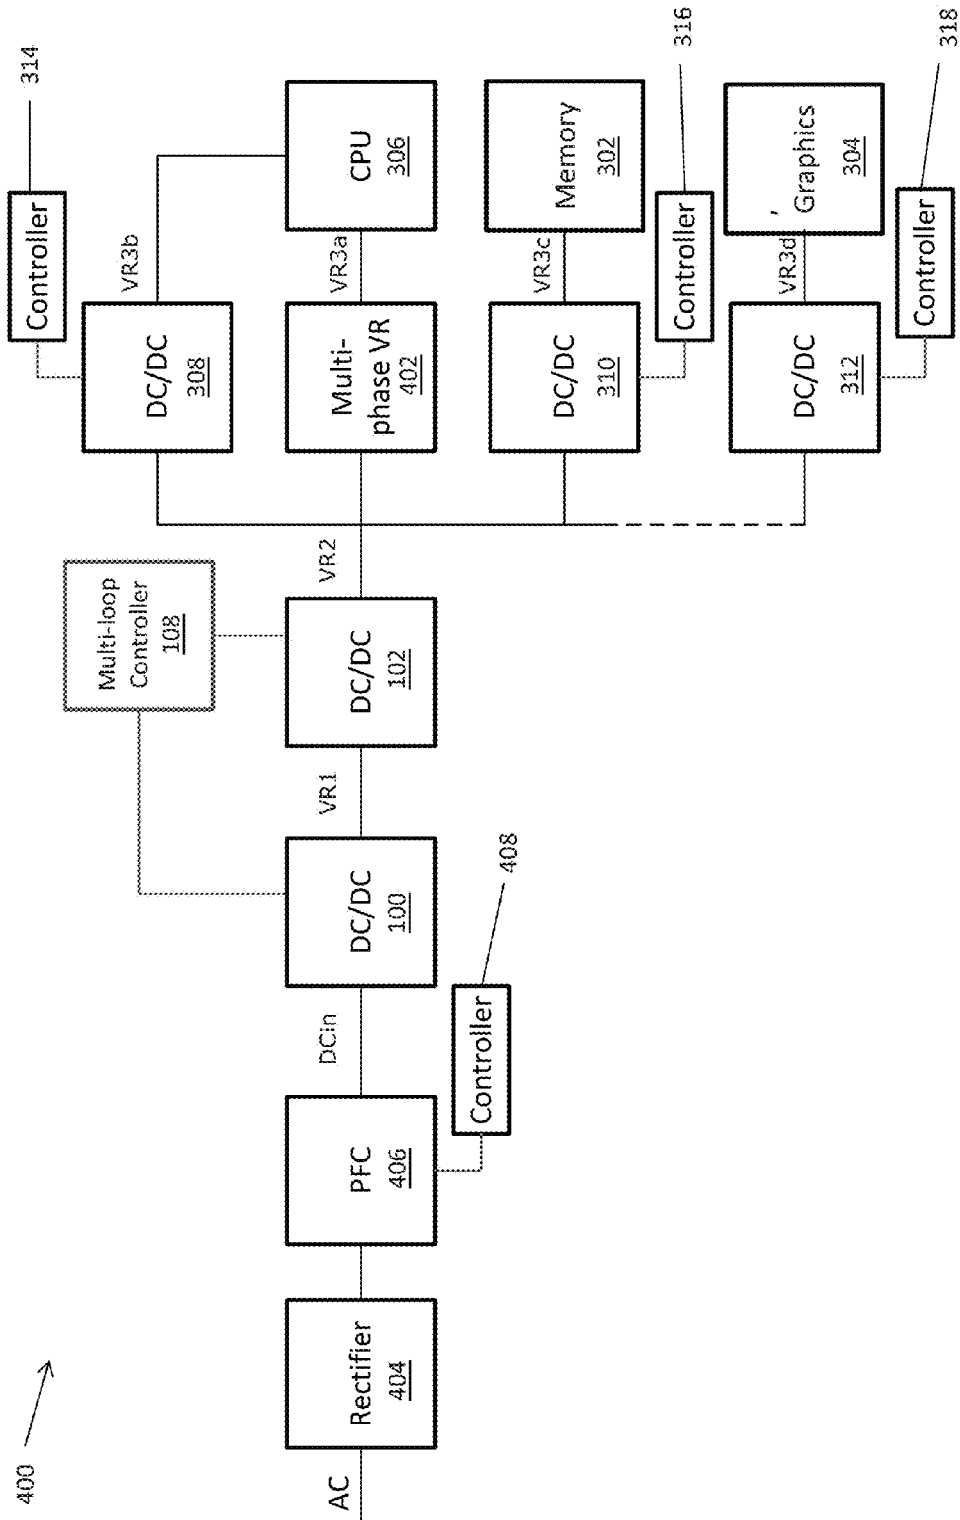 400
AC
Rectifier
404
PFC
406
Controller
408
DCin
DC/DC
100
VR1
DC/DC
102
Multi-loop
Controller
108
VR2
DC/DC
308
Controller
314
VR3b
Multi-
phase VR
402
VR3a
CPU
306
DC/DC
310
Controller
316
VR3c
Memory
302
DC/DC
312
Controller
318
VR3d
' Graphics
304